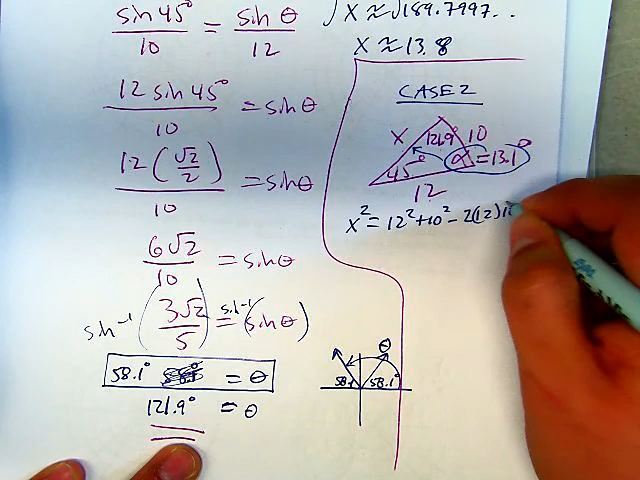 sin 45° / 10 = sin θ / 12
12 sin 45° / 10 = sin θ
12 (√2 / 2) / 10 = sin θ
6√2 / 10 = sin θ
sin⁻¹ (3√2 / 5) = sin⁻¹ (sin θ)
58.1° = θ
121.9° = θ
√x ≈ √189.7997...
x ≈ 13.8
CASE 2
x 121.9° 10
45° α = 13.1°
12
x² = 12² + 10² - 2(12)1
θ
58.1°